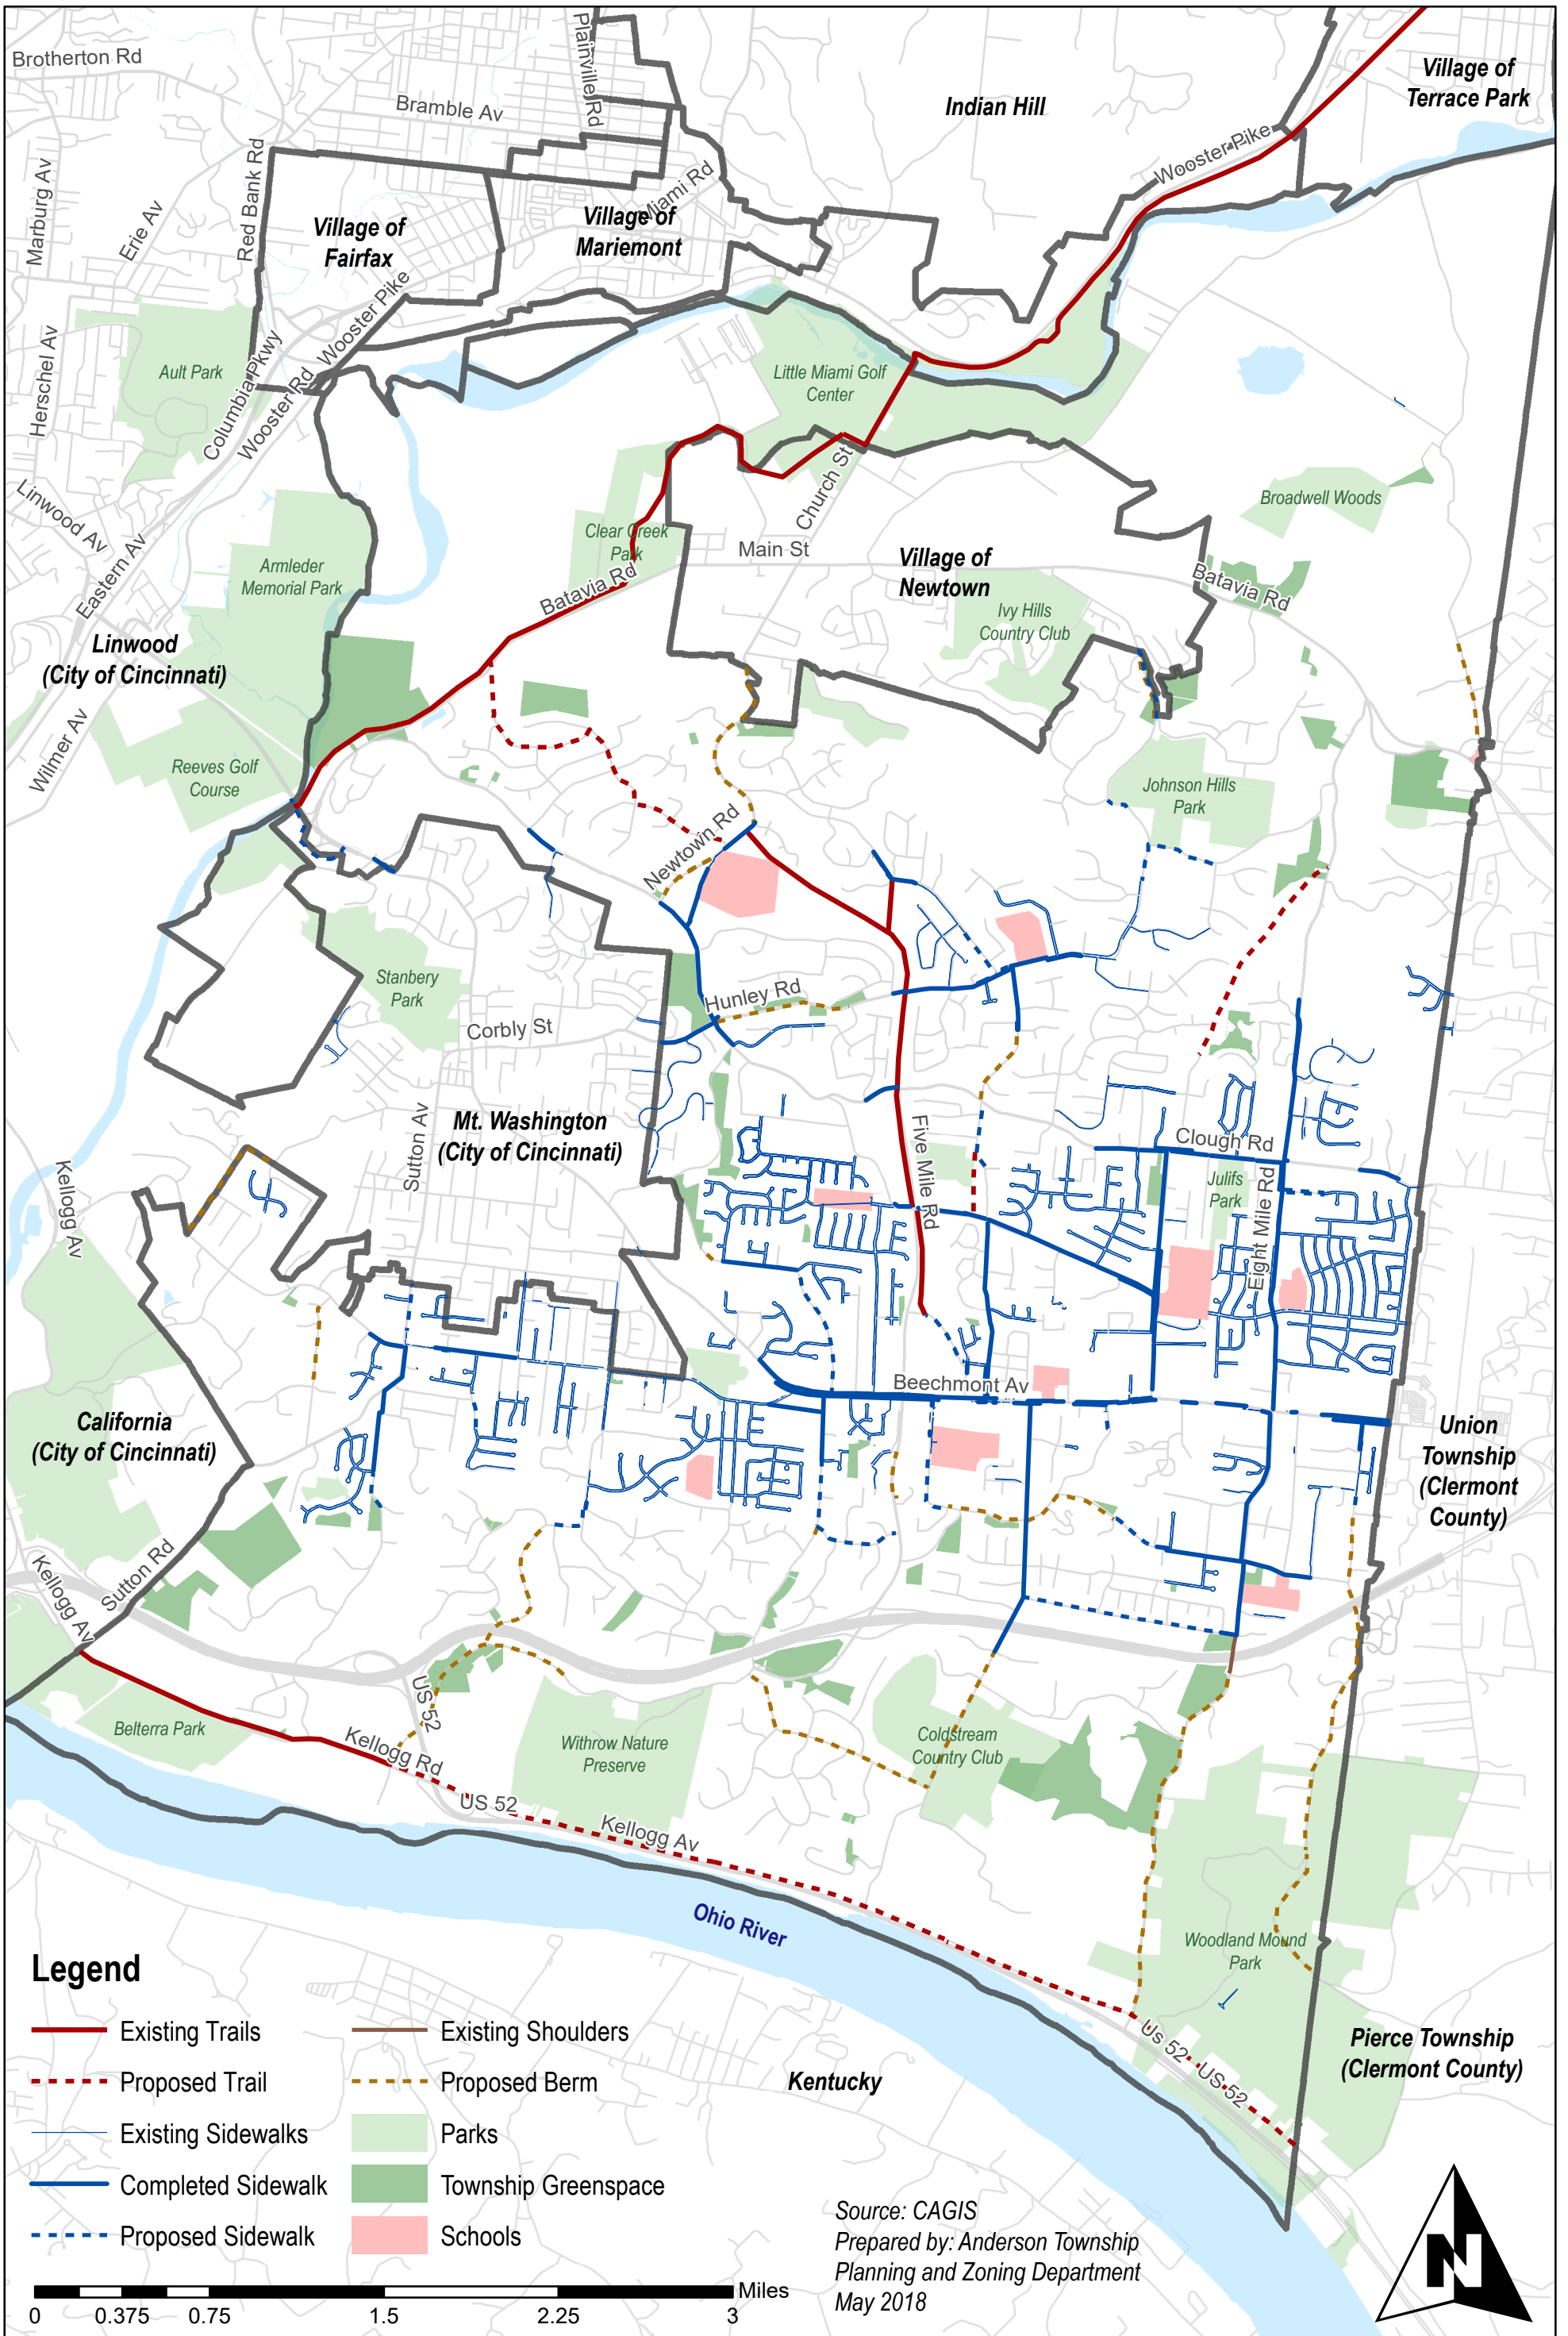 Brotherton Rd
Plainville Rd
Bramble Av
Indian Hill
Village of
Terrace Park
Wooster Pike
Marburg Av
Erie Av
Red Bank Rd
Miami Rd
Village of
Fairfax
Village of
Mariemont
Wooster Pike
Herschel Av
Columbia Pkwy
Wooster Rd
Ault Park
Little Miami Golf
Center
Linwood Av
Eastern Av
Church St
Broadwell Woods
Clear Creek
Park
Main St
Armleder
Memorial Park
Batavia Rd
Village of
Newtown
Batavia Rd
Ivy Hills
Country Club
Linwood
(City of Cincinnati)
Wilmer Av
Reeves Golf
Course
Johnson Hills
Park
Newtown Rd
Stanbery
Park
Hunley Rd
Corbly St
Sutton Av
Mt. Washington
(City of Cincinnati)
Five Mile Rd
Clough Rd
Julifs
Park
Eight Mile Rd
Kellogg Av
Beechmont Av
California
(City of Cincinnati)
Union
Township
(Clermont
County)
Kellogg Av
Sutton Rd
US 52
Belterra Park
Kellogg Rd
Withrow Nature
Preserve
Coldstream
Country Club
US 52
Kellogg Av
Ohio River
Woodland Mound
Park
Us 52
US 52
Pierce Township
(Clermont County)
Kentucky
Legend
Existing Trails
Existing Shoulders
Proposed Trail
Proposed Berm
Existing Sidewalks
Parks
Completed Sidewalk
Township Greenspace
Proposed Sidewalk
Schools
Miles
0 0.375 0.75 1.5 2.25 3
Source: CAGIS
Prepared by: Anderson Township
Planning and Zoning Department
May 2018
N